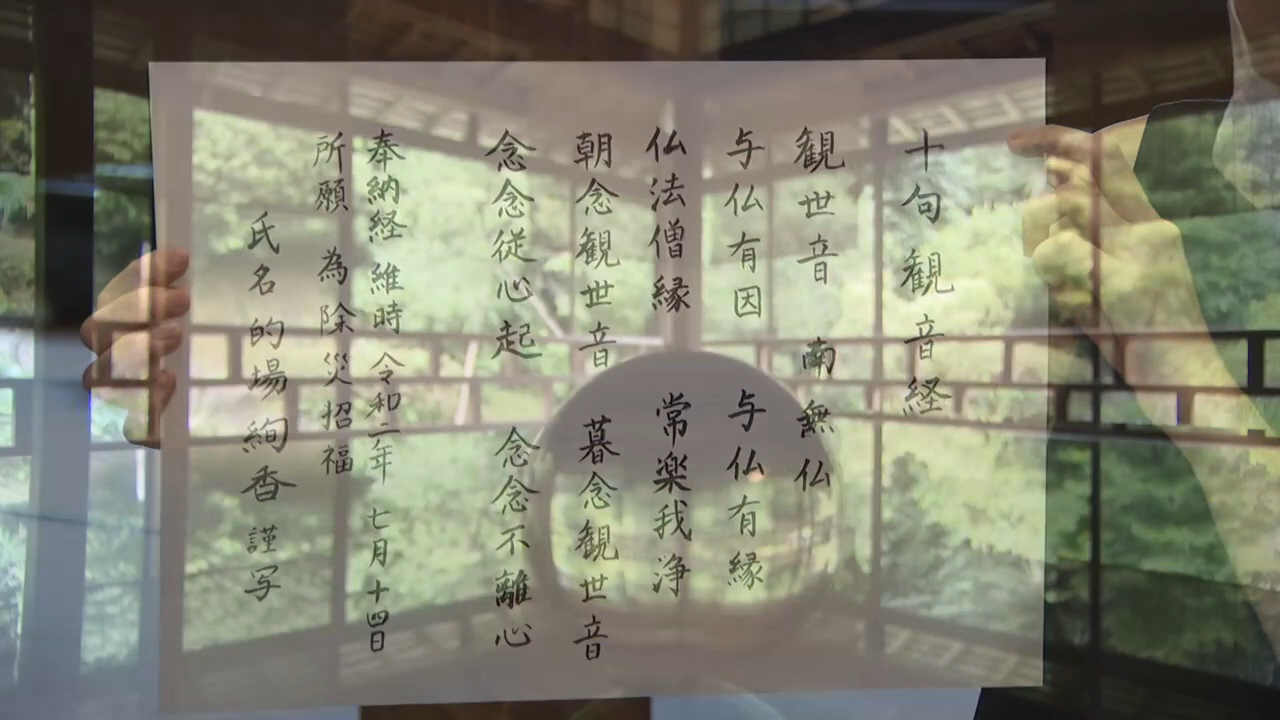 十句観音経
観世音 南無仏
与仏有因 与仏有縁
仏法僧縁 常楽我浄
朝念観世音 暮念観世音
念念従心起 念念不離心
奉納経 維時 令和二年 七月十四日
所願 為除災招福
氏名 的場絢香 謹写